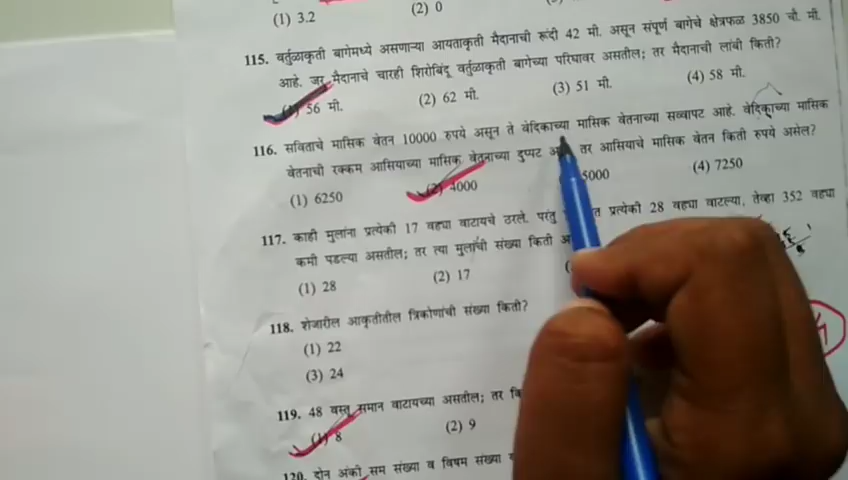 (1) 3.2 (2) 0
115. वर्तुळाकृती बागेमध्ये असणाऱ्या आयताकृती मैदानाची रूंदी 42 मी. असून संपूर्ण बागेचे क्षेत्रफळ 3850 चौ. मी.
आहे. जर मैदानाचे चारही शिरोबिंदू वर्तुळाकृती बागेच्या परिघावर असतील; तर मैदानाची लांबी किती?
(1) 56 मी. (2) 62 मी. (3) 51 मी. (4) 58 मी.
116. सविताचे मासिक वेतन 10000 रुपये असून ते वेदिकाच्या मासिक वेतनाच्या सव्वापट आहे. वेदिकाच्या मासिक
वेतनाची रक्कम आसियाच्या मासिक वेतनाच्या दुप्पट तर आसियाचे मासिक वेतन किती रुपये असेल?
(1) 6250 (2) 4000 5000 (4) 7250
117. काही मुलांना प्रत्येकी 17 वह्या वाटायचे ठरले. परंतु प्रत्येकी 28 वह्या वाटल्या, तेव्हा 352 वह्या
कमी पडल्या असतील; तर त्या मुलांची संख्या किती
(1) 28 (2) 17
118. शेजारील आकृतीतील त्रिकोणांची संख्या किती?
(1) 22
(3) 24
119. 48 वस्तू समान वाटायच्या असतील; तर
(1) 8 (2) 9
120. दोन अंकी सम संख्या व विषम संख्या